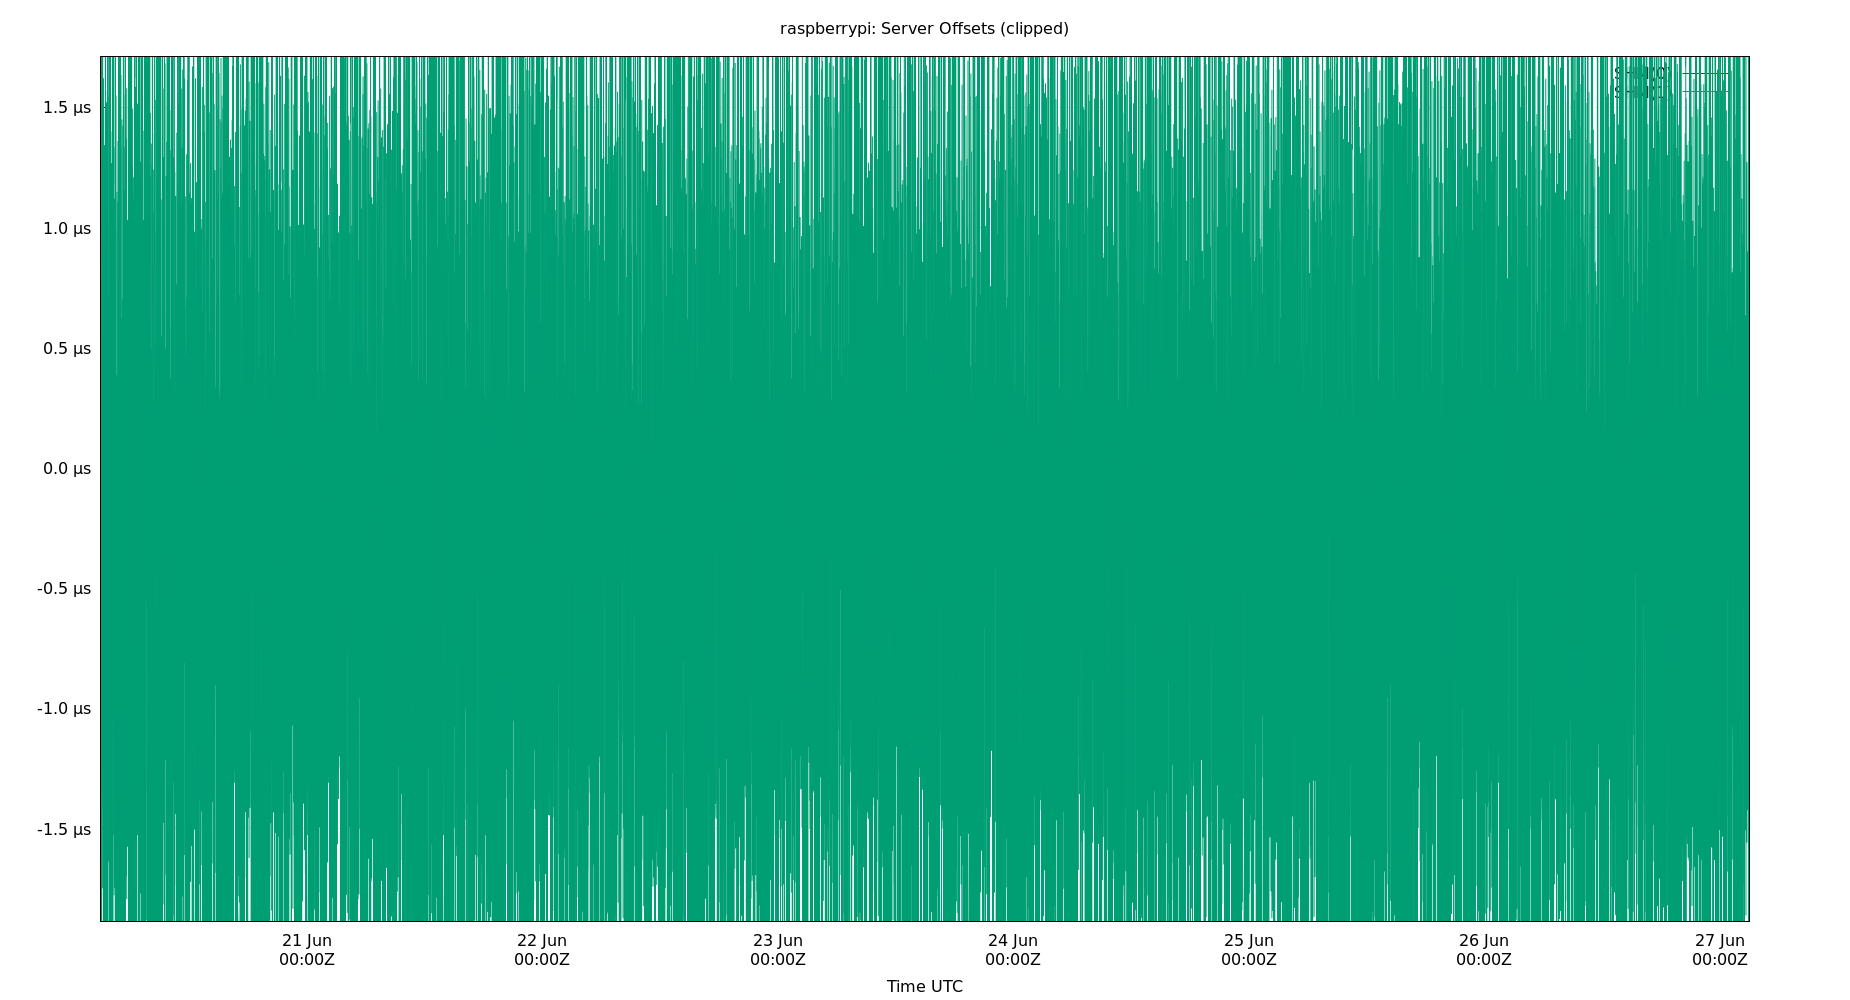 raspberrypi: Server Offsets (clipped)
1.5 µs
1.0 µs
0.5 µs
0.0 µs
-0.5 µs
-1.0 µs
-1.5 µs
21 Jun
00:00Z
22 Jun
00:00Z
23 Jun
00:00Z
24 Jun
00:00Z
25 Jun
00:00Z
26 Jun
00:00Z
27 Jun
00:00Z
Time UTC